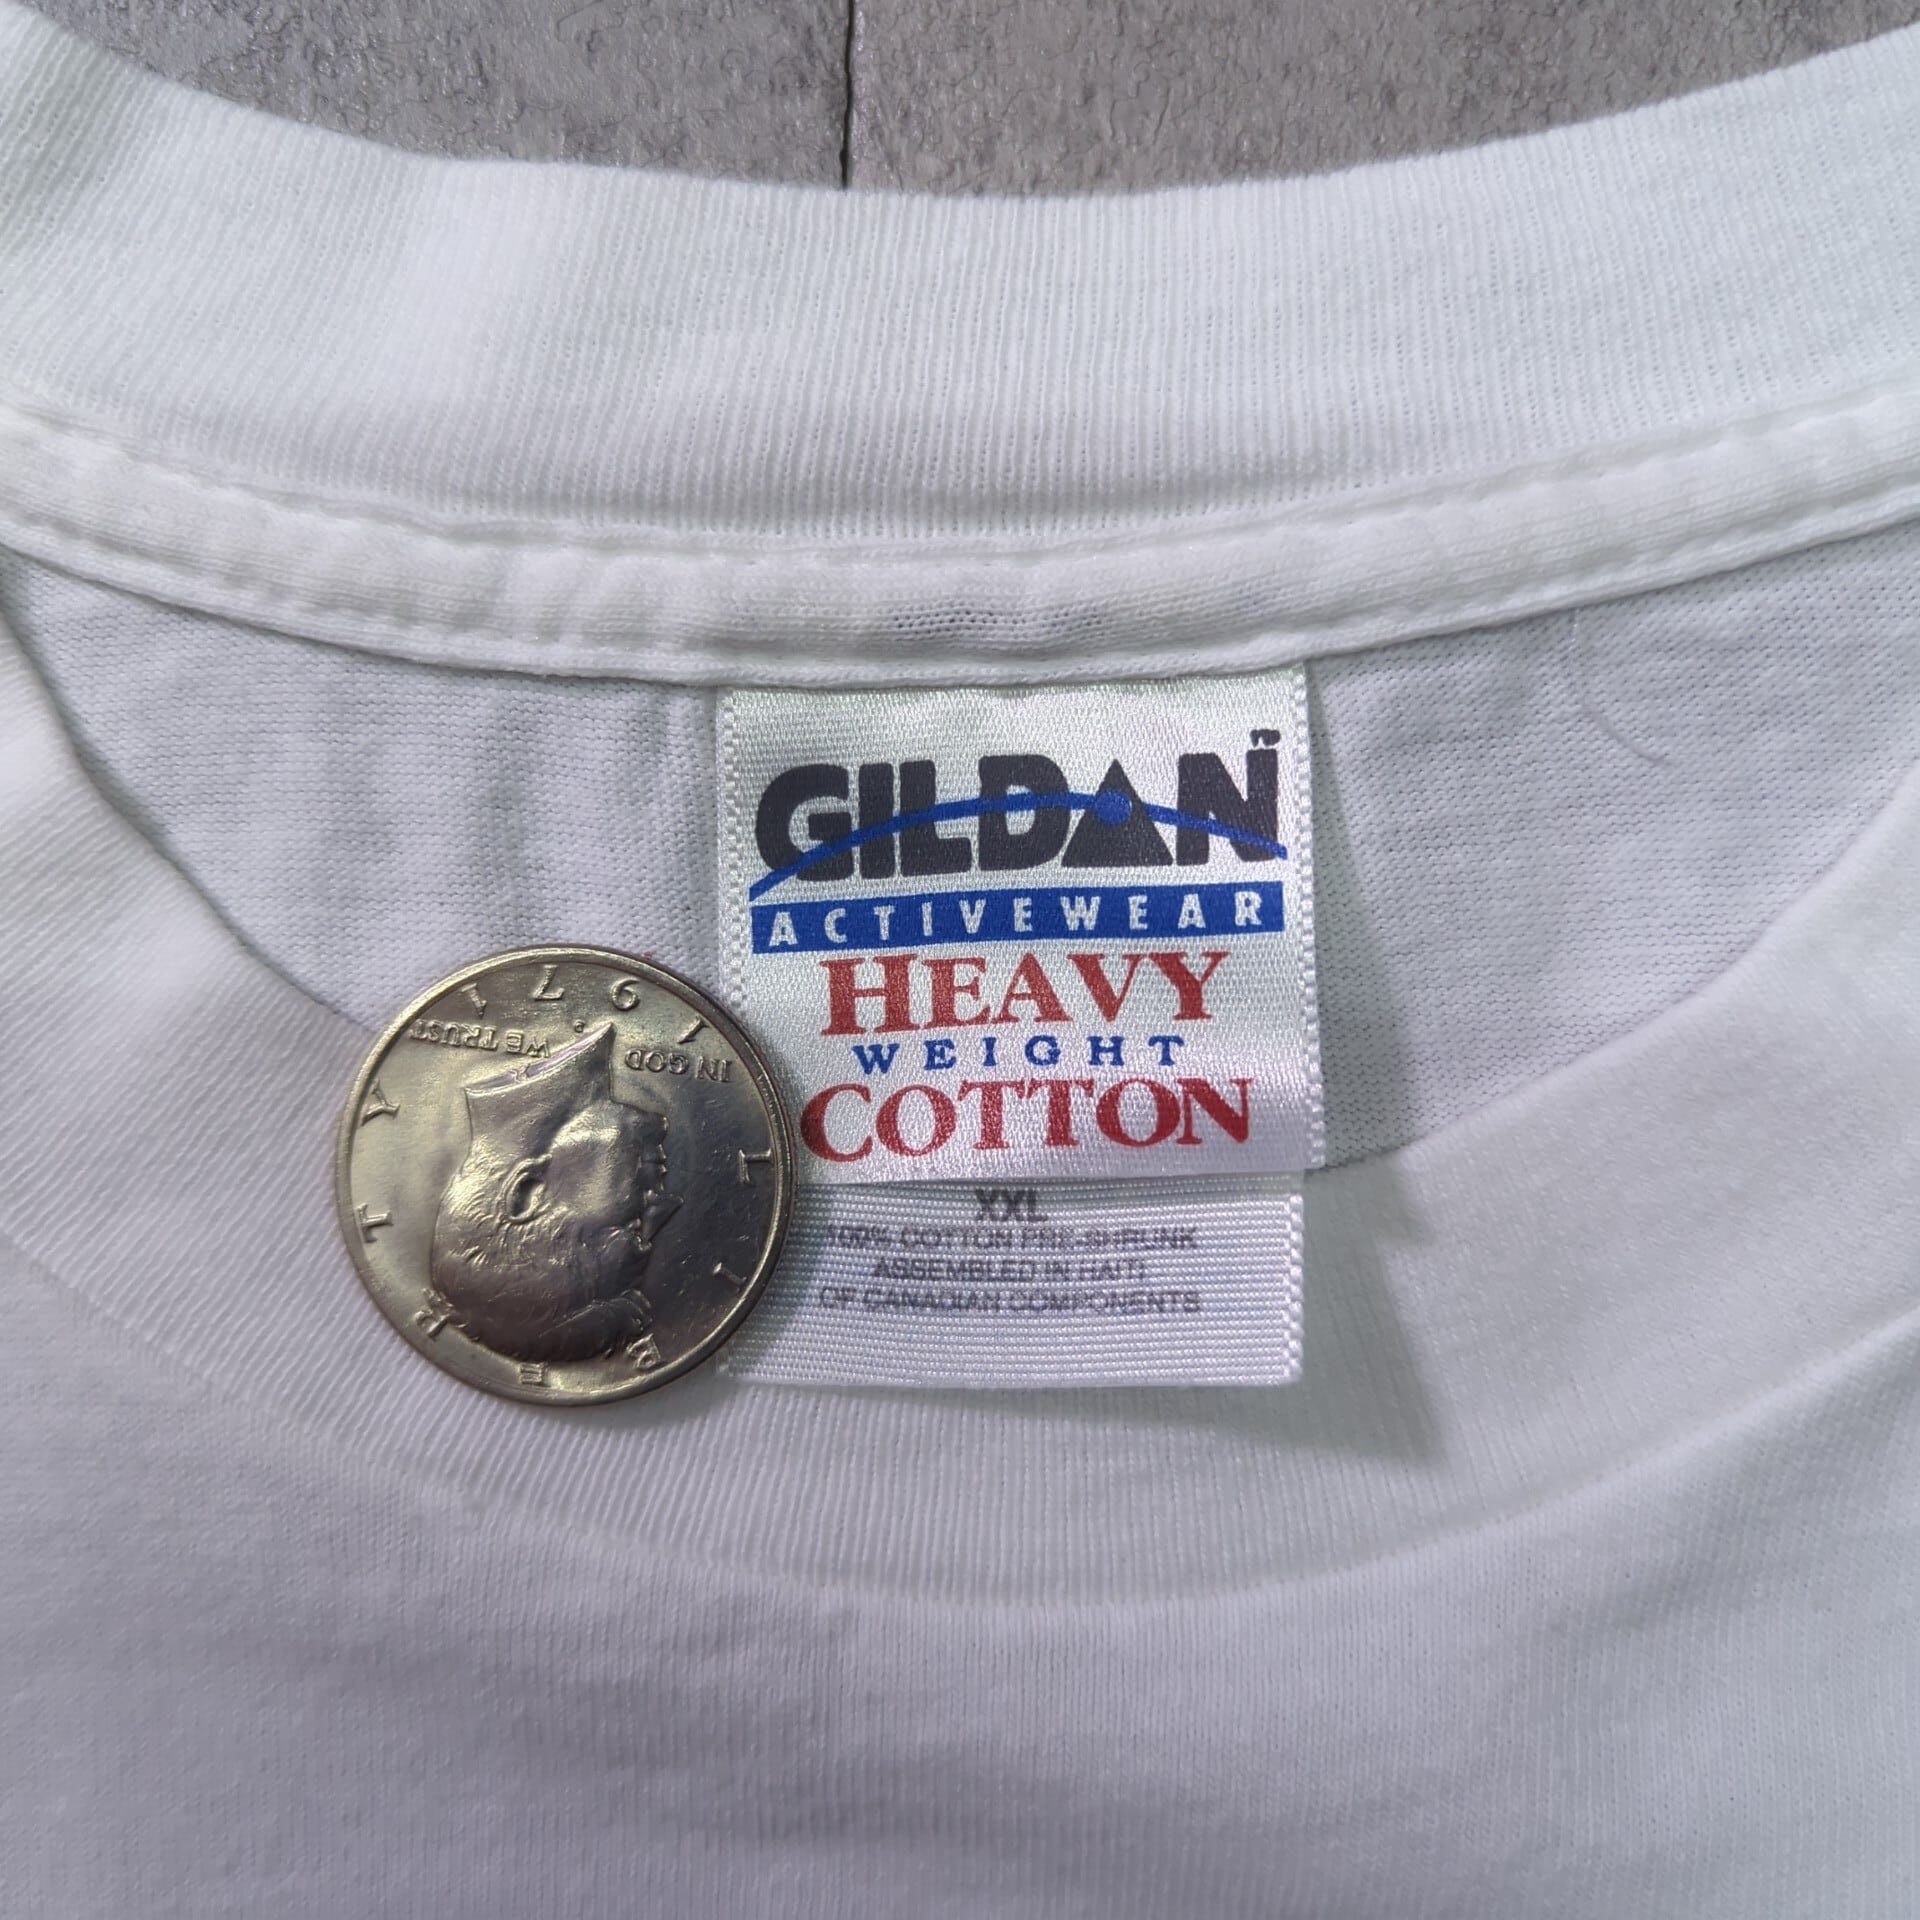 GILDAN
ACTIVEWEAR
HEAVY
WEIGHT
COTTON
XXL
100% COTTON PRE-SHRUNK
ASSEMBLED IN HAITI
OF CANADIAN COMPONENTS
LIBERTY
IN GOD WE TRUST
D
1971